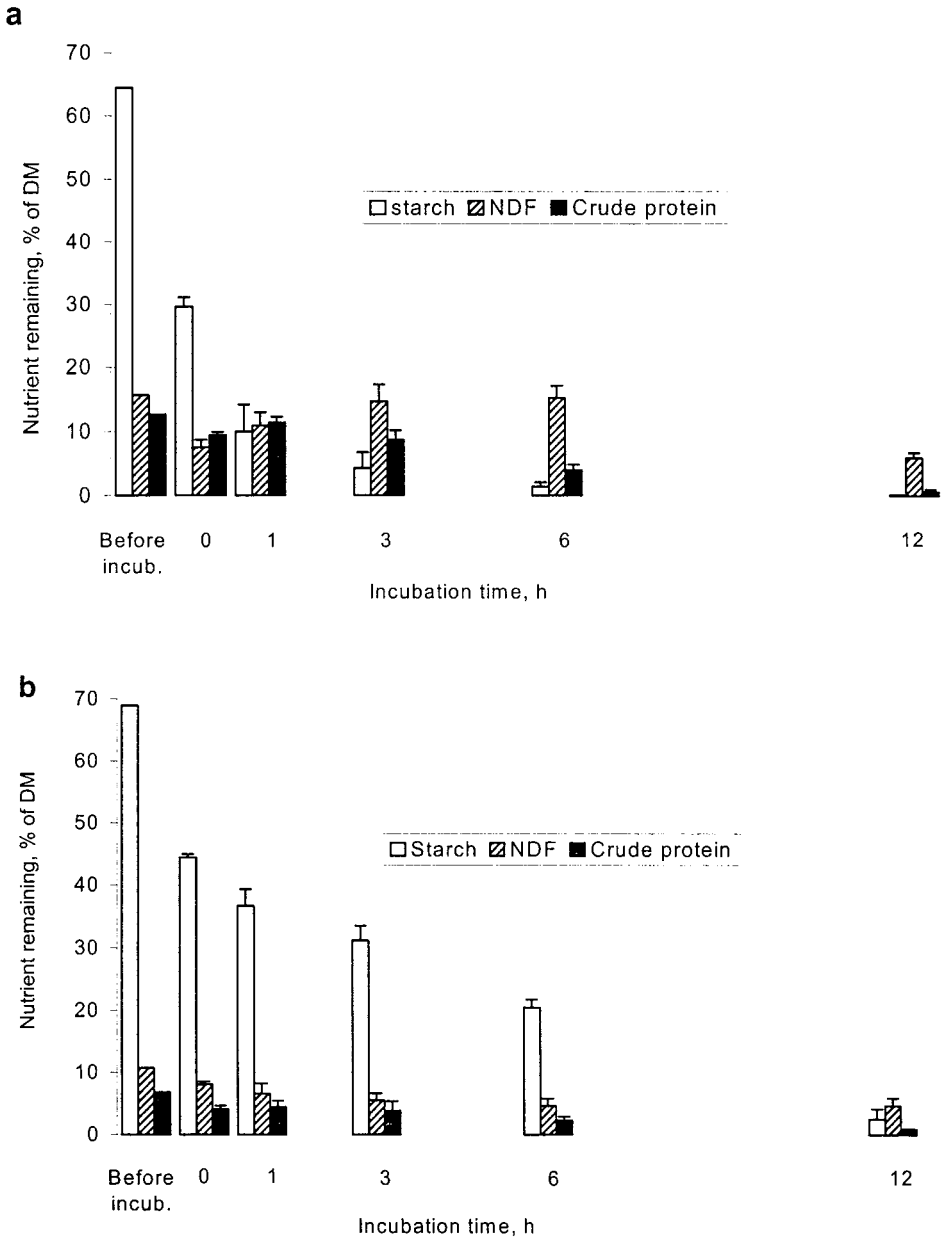 a
70
60
50
40
30
20
10
0
Nutrient remaining, % of DM
starch NDF Crude protein
Before incub. 0 1 3 6 12
Incubation time, h
b
70
60
50
40
30
20
10
0
Nutrient remaining, % of DM
Starch NDF Crude protein
Before incub. 0 1 3 6 12
Incubation time, h